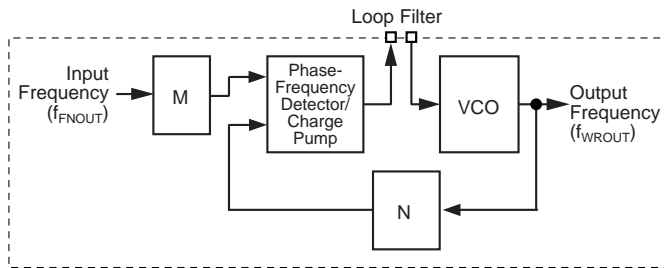 Loop Filter
Input
Frequency
(fFNOUT)
M
Phase-
Frequency
Detector/
Charge
Pump
VCO
Output
Frequency
(fWROUT)
N